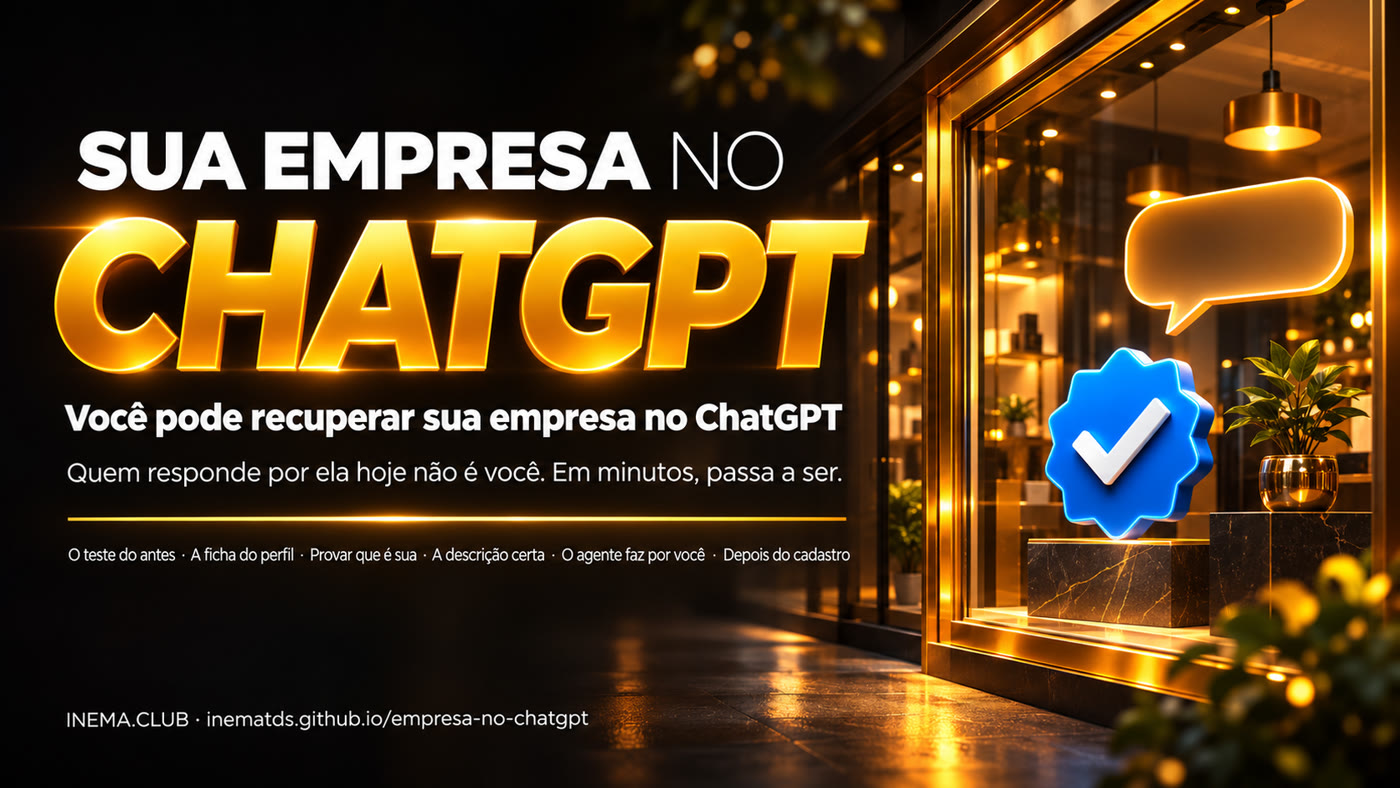 SUA EMPRESA NO
CHATGPT
Você pode recuperar sua empresa no ChatGPT
Quem responde por ela hoje não é você. Em minutos, passa a ser.
O teste do antes · A ficha do perfil · Provar que é sua · A descrição certa · O agente faz por você · Depois do cadastro
INEMA.CLUB · inematds.github.io/empresa-no-chatgpt